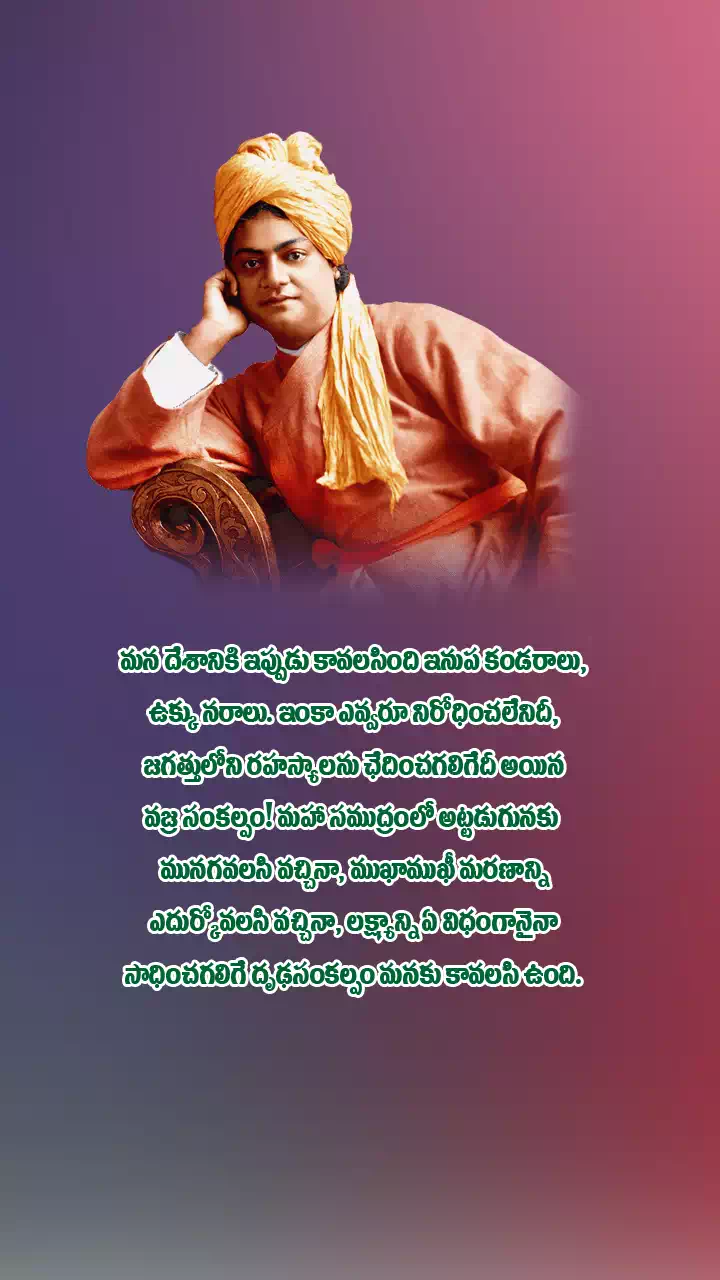 మన దేశానికి ఇప్పుడు కావలసింది ఇనుప కండరాలు,
ఉక్కు నరాలు. ఇంకా ఎవ్వరూ నిరోధించలేనిదీ,
జగత్తులోని రహస్యాలను ఛేదించగలిగేదీ అయిన
వజ్ర సంకల్పం! మహా సముద్రంలో అట్టడుగునకు
మునగవలసి వచ్చినా, ముఖాముఖీ మరణాన్ని
ఎదుర్కోవలసి వచ్చినా, లక్ష్యాన్ని ఏ విధంగానైనా
సాధించగలిగే దృఢసంకల్పం మనకు కావలసి ఉంది.